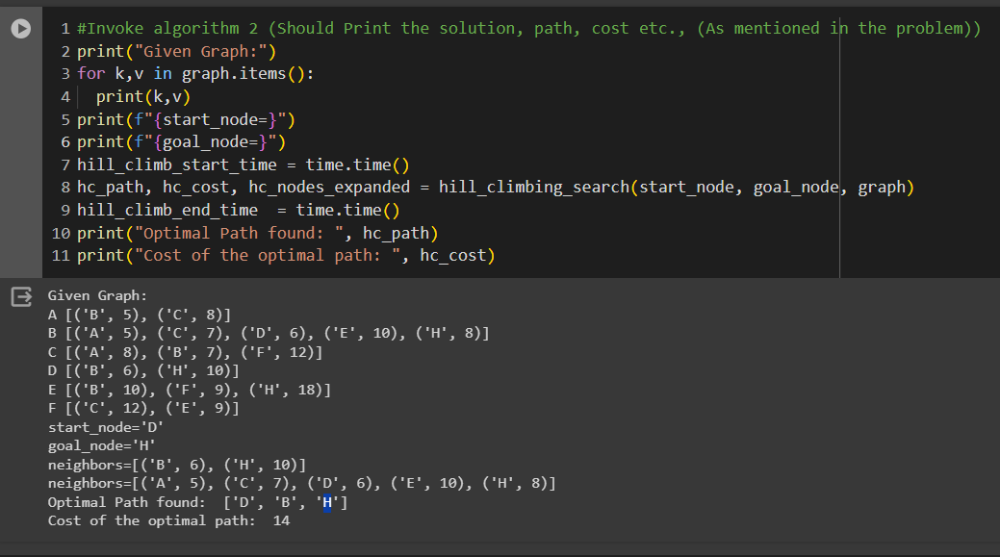 1 #Invoke algorithm 2 (Should Print the solution, path, cost etc., (As mentioned in the problem))
2 print("Given Graph:")
3 for k,v in graph.items():
4   print(k,v)
5 print(f"{start_node=}")
6 print(f"{goal_node=}")
7 hill_climb_start_time = time.time()
8 hc_path, hc_cost, hc_nodes_expanded = hill_climbing_search(start_node, goal_node, graph)
9 hill_climb_end_time  = time.time()
10 print("Optimal Path found: ", hc_path)
11 print("Cost of the optimal path: ", hc_cost)
Given Graph:
A [('B', 5), ('C', 8)]
B [('A', 5), ('C', 7), ('D', 6), ('E', 10), ('H', 8)]
C [('A', 8), ('B', 7), ('F', 12)]
D [('B', 6), ('H', 10)]
E [('B', 10), ('F', 9), ('H', 18)]
F [('C', 12), ('E', 9)]
start_node='D'
goal_node='H'
neighbors=[('B', 6), ('H', 10)]
neighbors=[('A', 5), ('C', 7), ('D', 6), ('E', 10), ('H', 8)]
Optimal Path found:  ['D', 'B', 'H']
Cost of the optimal path:  14